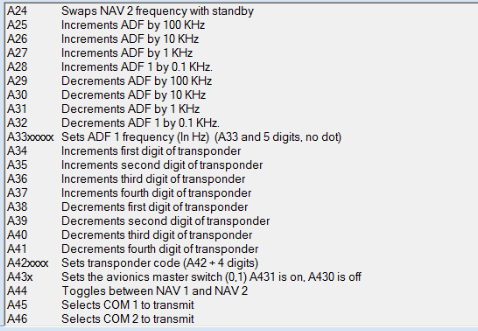 A24 Swaps NAV 2 frequency with standby
A25 Increments ADF by 100 KHz
A26 Increments ADF by 10 KHz
A27 Increments ADF by 1 KHz
A28 Increments ADF 1 by 0.1 KHz.
A29 Decrements ADF by 100 KHz
A30 Decrements ADF by 10 KHz
A31 Decrements ADF by 1 KHz
A32 Decrements ADF 1 by 0.1 KHz.
A33xxxxx Sets ADF 1 frequency (In Hz) (A33 and 5 digits, no dot)
A34 Increments first digit of transponder
A35 Increments second digit of transponder
A36 Increments third digit of transponder
A37 Increments fourth digit of transponder
A38 Decrements first digit of transponder
A39 Decrements second digit of transponder
A40 Decrements third digit of transponder
A41 Decrements fourth digit of transponder
A42xxxx Sets transponder code (A42 + 4 digits)
A43x Sets the avionics master switch (0,1) A431 is on, A430 is off
A44 Toggles between NAV 1 and NAV 2
A45 Selects COM 1 to transmit
A46 Selects COM 2 to transmit